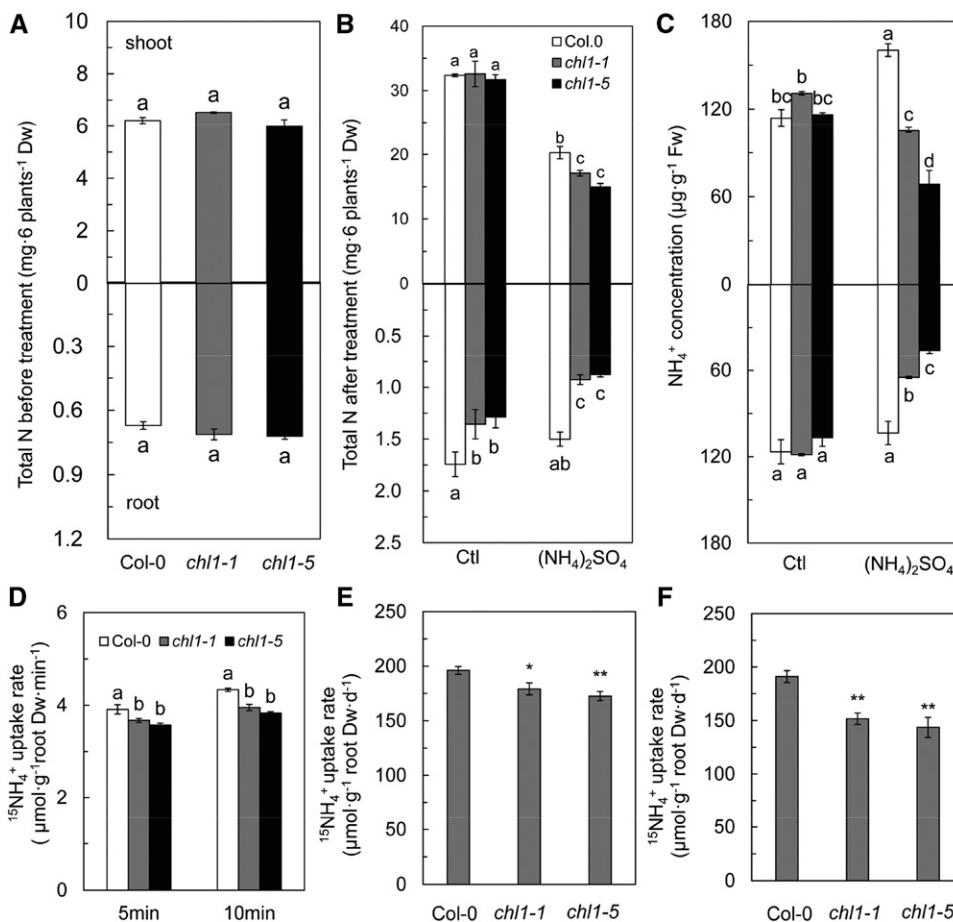 A
Total N before treatment (mg·6 plants⁻¹ Dw)
10
8
6
4
2
0
0.3
0.6
0.9
1.2
shoot
a a a
a a a
root
Col-0 chl1-1 chl1-5
B
Total N after treatment (mg·6 plants⁻¹ Dw)
40
30
20
10
0
0.5
1.0
1.5
2.0
2.5
Col.0
chl1-1
chl1-5
a a a
b c c
a b b
ab c c
Ctl (NH₄)₂SO₄
C
NH₄⁺ concentration (µg·g⁻¹ Fw)
180
120
60
0
60
120
180
bc b bc
a c d
a a a
a b c
Ctl (NH₄)₂SO₄
D
¹⁵NH₄⁺ uptake rate
( µmol·g⁻¹root Dw·min⁻¹)
6
4
2
0
Col-0 chl1-1 chl1-5
a b b
a b b
5min 10min
E
¹⁵NH₄⁺ uptake rate
(µmol·g⁻¹ root Dw·d⁻¹)
250
200
150
100
50
0
* **
Col-0 chl1-1 chl1-5
F
¹⁵NH₄⁺ uptake rate
(µmol·g⁻¹ root Dw·d⁻¹)
250
200
150
100
50
0
** **
Col-0 chl1-1 chl1-5